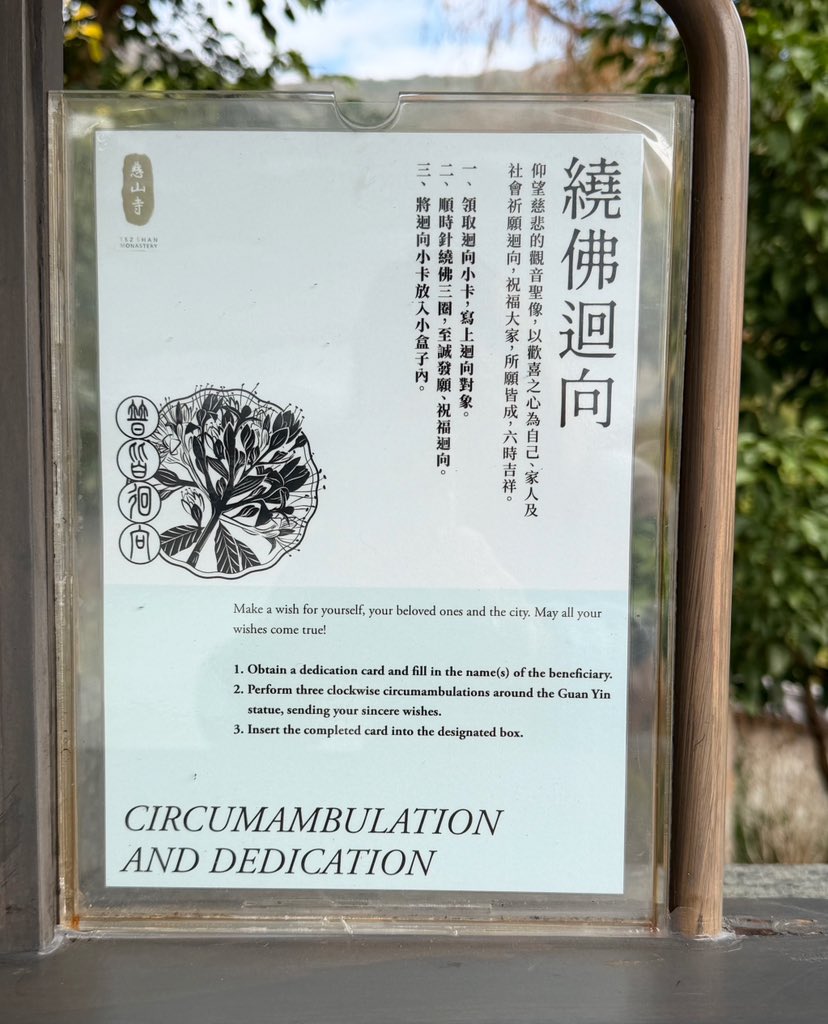 繞佛迴向
仰望慈悲的觀音聖像，以歡喜之心為自己、家人及
社會祈願迴向，祝福大家，所願皆成，六時吉祥。
一、領取迴向小卡，寫上迴向對象。
二、順時針繞佛三圈，至誠發願、祝福迴向。
三、將迴向小卡放入小盒子內。
慈山寺
TSZ SHAN
MONASTERY
普皆迴向
Make a wish for yourself, your beloved ones and the city. May all your
wishes come true!
1. Obtain a dedication card and fill in the name(s) of the beneficiary.
2. Perform three clockwise circumambulations around the Guan Yin
statue, sending your sincere wishes.
3. Insert the completed card into the designated box.
CIRCUMAMBULATION
AND DEDICATION